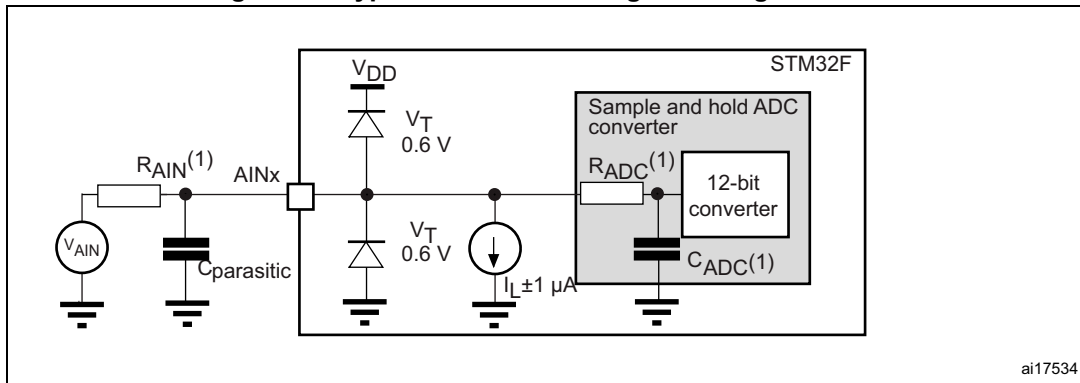 STM32F
VDD
Sample and hold ADC
converter
VT
0.6 V
RAIN(1)
AINx
RADC(1)
12-bit
converter
VAIN
Cparasitic
VT
0.6 V
IL±1 µA
CADC(1)
ai17534